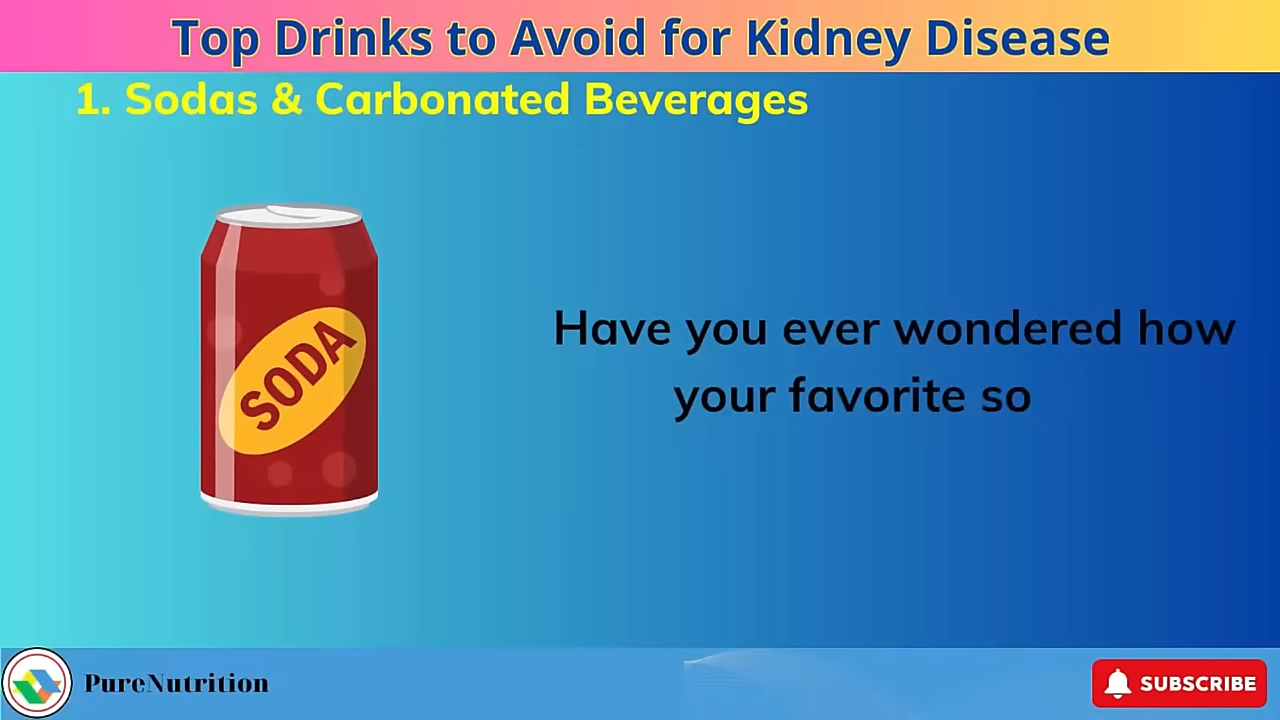 Top Drinks to Avoid for Kidney Disease
1. Sodas & Carbonated Beverages
SODA
Have you ever wondered how
your favorite so
PureNutrition
SUBSCRIBE